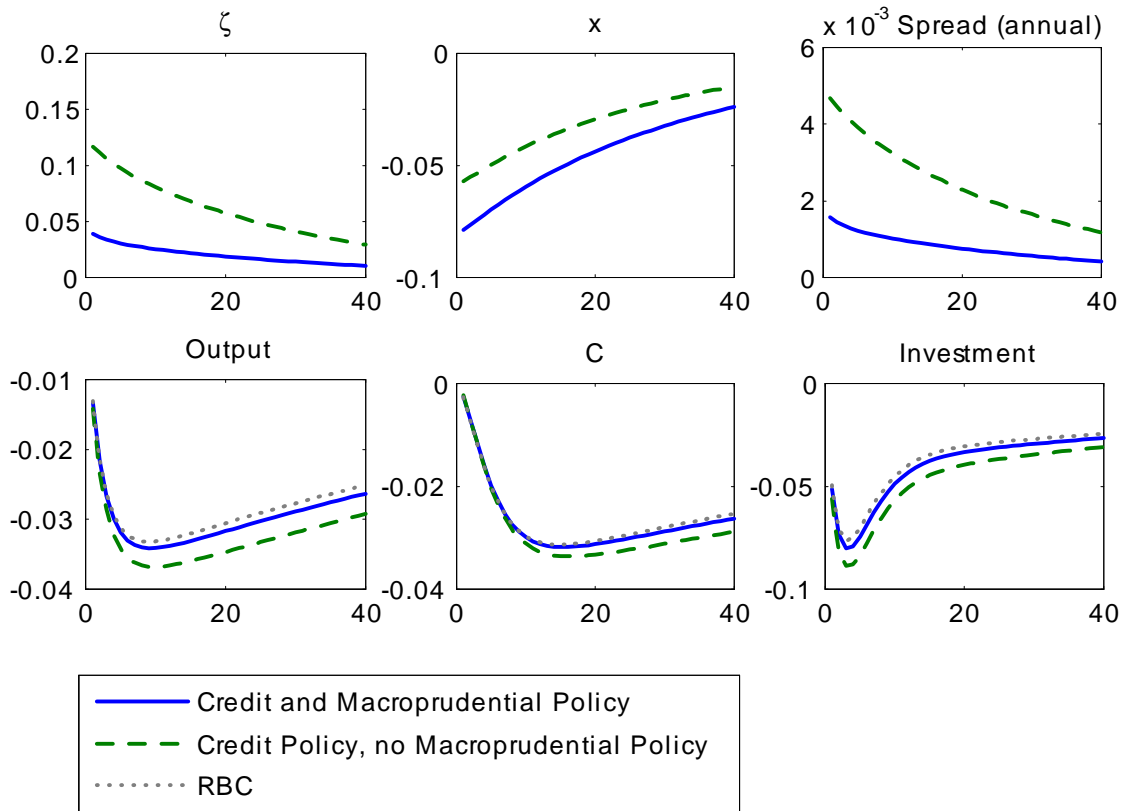 ζ
x
x 10^-3 Spread (annual)
0.2
0.15
0.1
0.05
0
0 20 40
0
-0.05
-0.1
0 20 40
6
4
2
0
0 20 40
Output
C
Investment
-0.01
-0.02
-0.03
-0.04
0 20 40
0
-0.02
-0.04
0 20 40
0
-0.05
-0.1
0 20 40
Credit and Macroprudential Policy
Credit Policy, no Macroprudential Policy
RBC